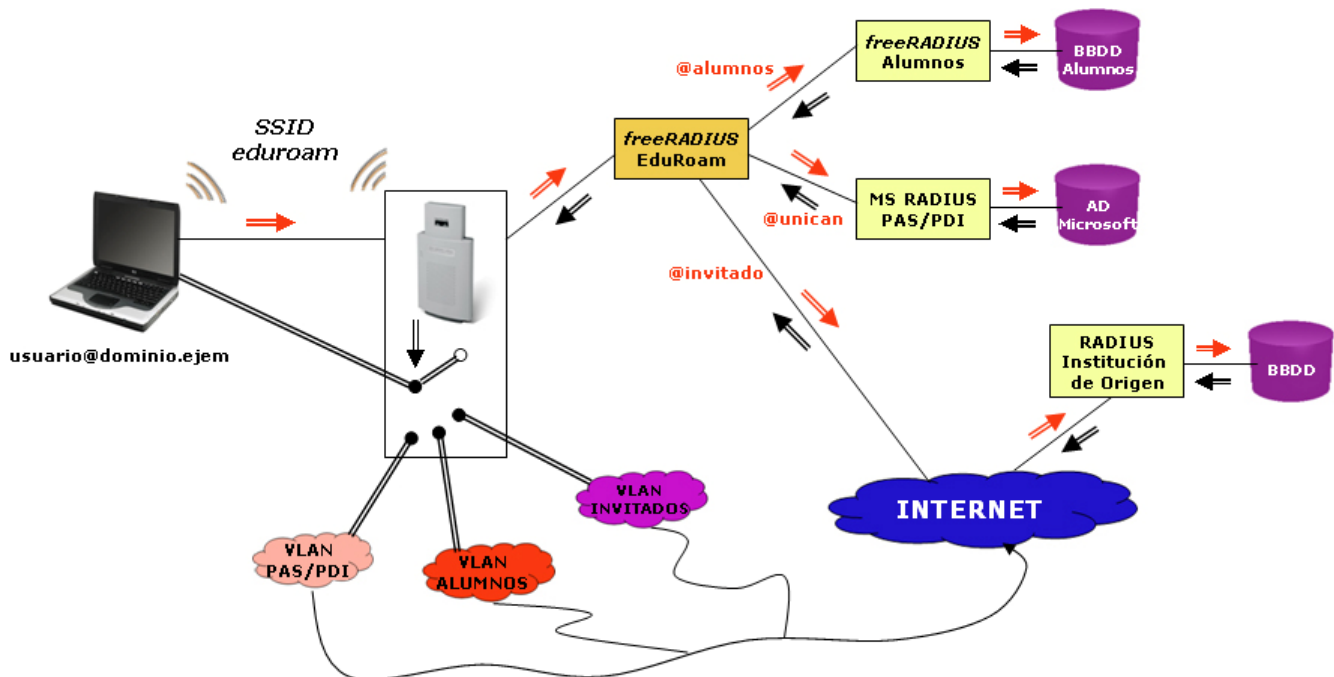 SSID
eduroam
usuario@dominio.ejem
@alumnos
freeRADIUS
Alumnos
BBDD
Alumnos
freeRADIUS
EduRoam
@unican
MS RADIUS
PAS/PDI
AD
Microsoft
@invitado
RADIUS
Institución
de Origen
BBDD
INTERNET
VLAN
INVITADOS
VLAN
PAS/PDI
VLAN
ALUMNOS